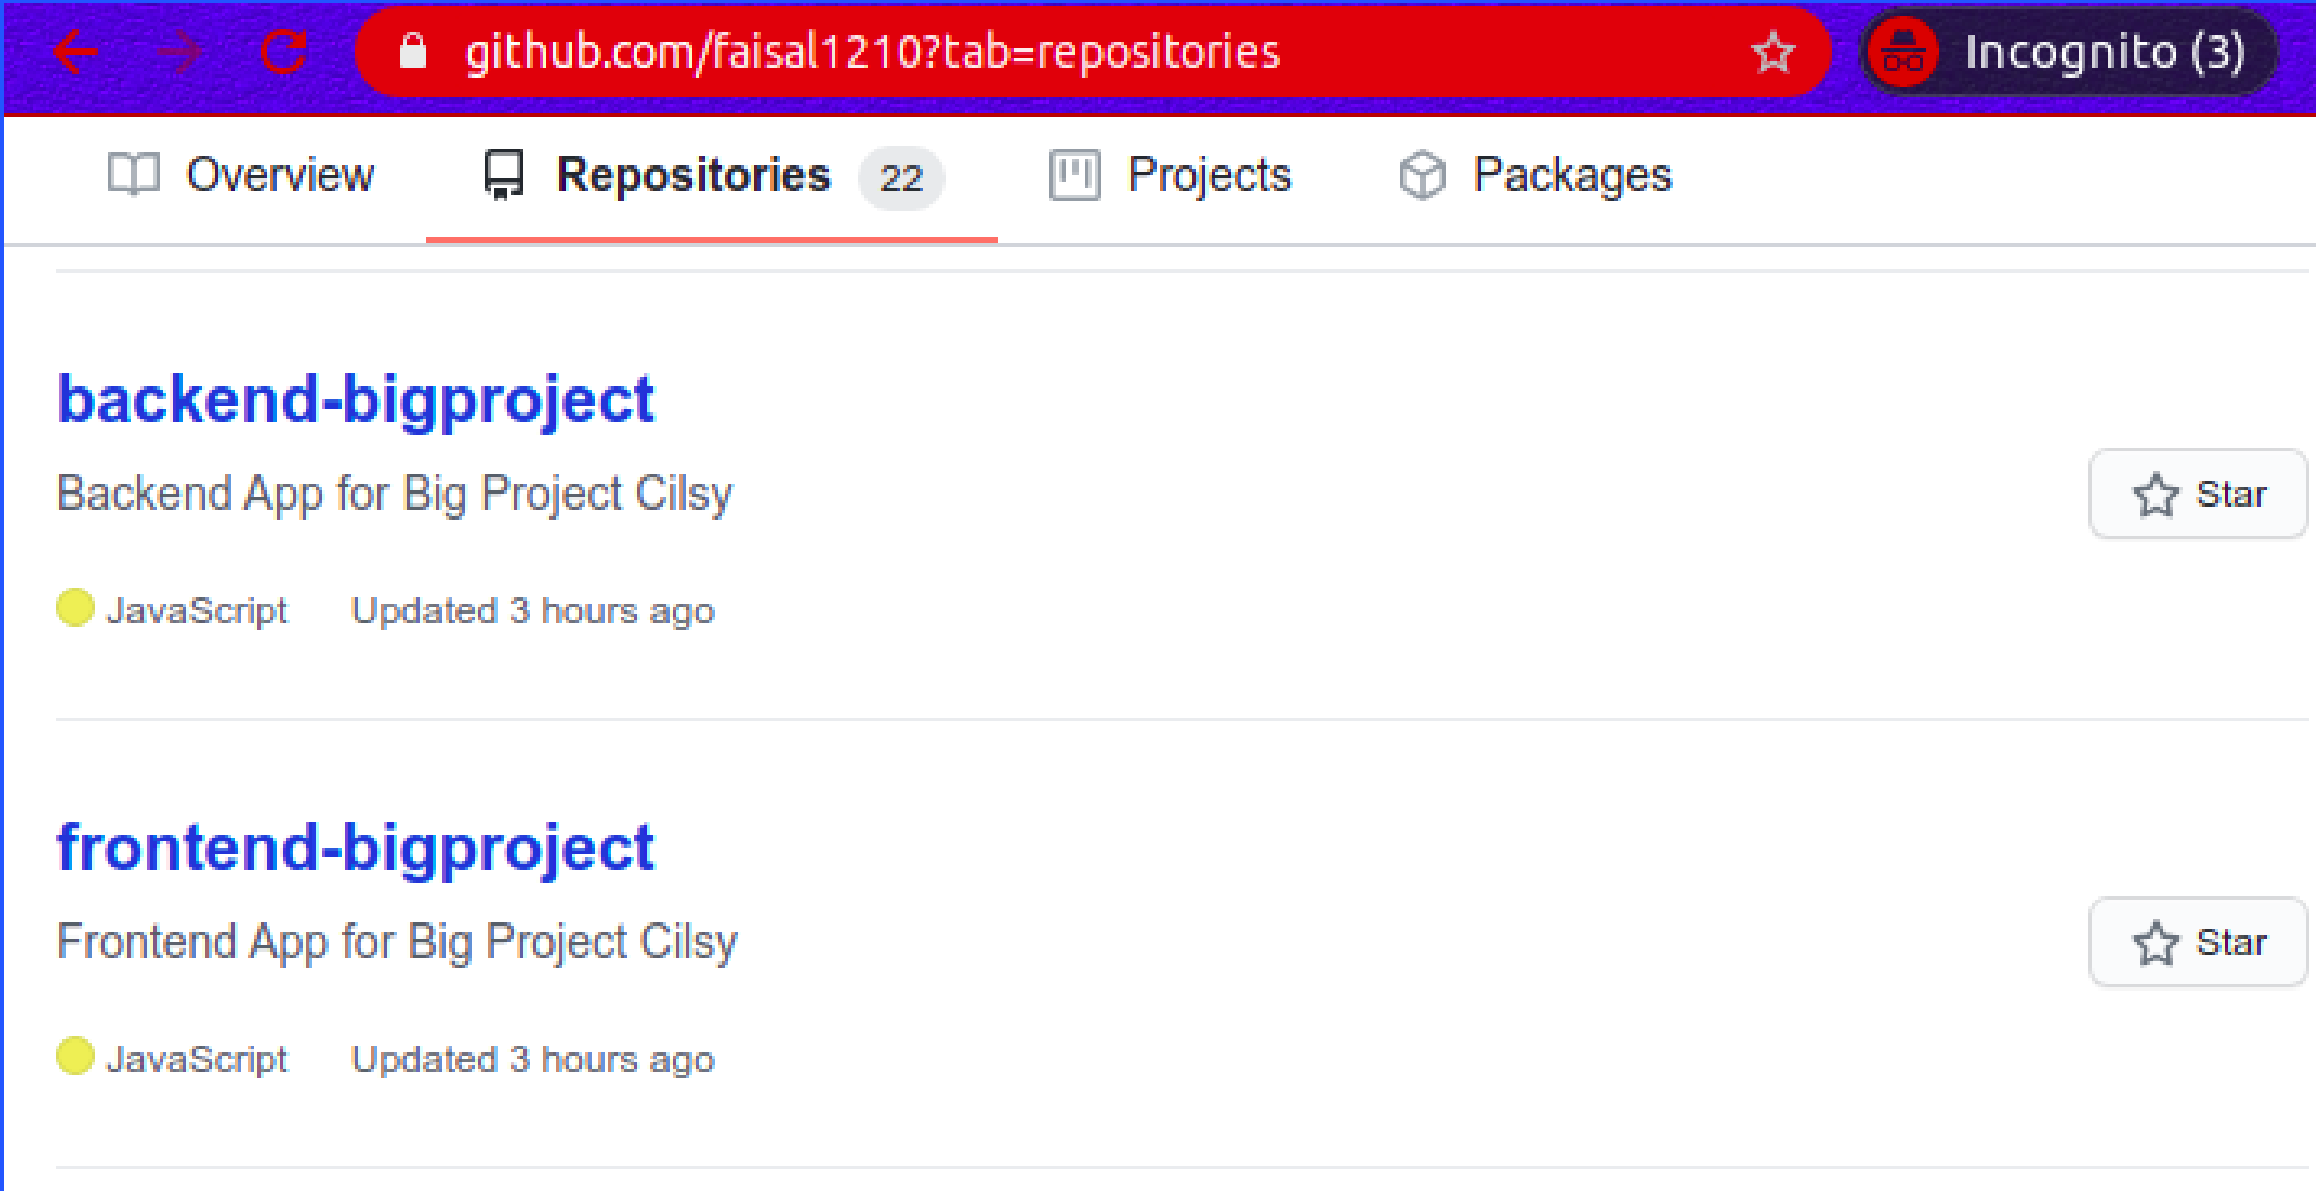 github.com/faisal1210?tab=repositories Incognito (3)
Overview Repositories 22 Projects Packages
backend-bigproject
Backend App for Big Project Cilsy
Star
JavaScript Updated 3 hours ago
frontend-bigproject
Frontend App for Big Project Cilsy
Star
JavaScript Updated 3 hours ago